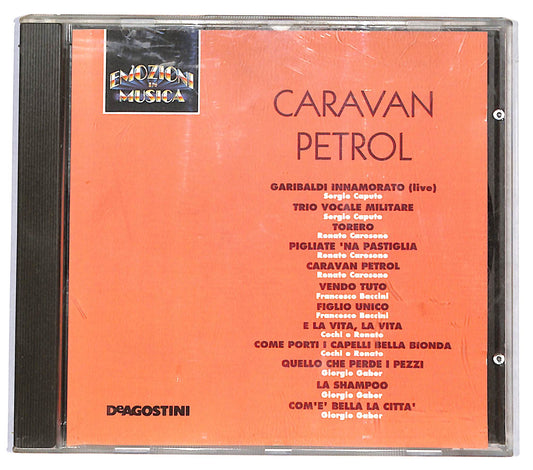 EMOZIONI
IN
MUSICA
CARAVAN
PETROL
GARIBALDI INNAMORATO (live)
Sergio Caputo
TRIO VOCALE MILITARE
Sergio Caputo
TORERO
Renato Carosone
PIGLIATE 'NA PASTIGLIA
Renato Carosone
CARAVAN PETROL
Renato Carosone
VENDO TUTO
Francesco Baccini
FIGLIO UNICO
Francesco Baccini
E LA VITA, LA VITA
Cochi e Renato
COME PORTI I CAPELLI BELLA BIONDA
Cochi e Renato
QUELLO CHE PERDE I PEZZI
Giorgio Gaber
LA SHAMPOO
Giorgio Gaber
COM'E' BELLA LA CITTA'
Giorgio Gaber
DeAGOSTINI